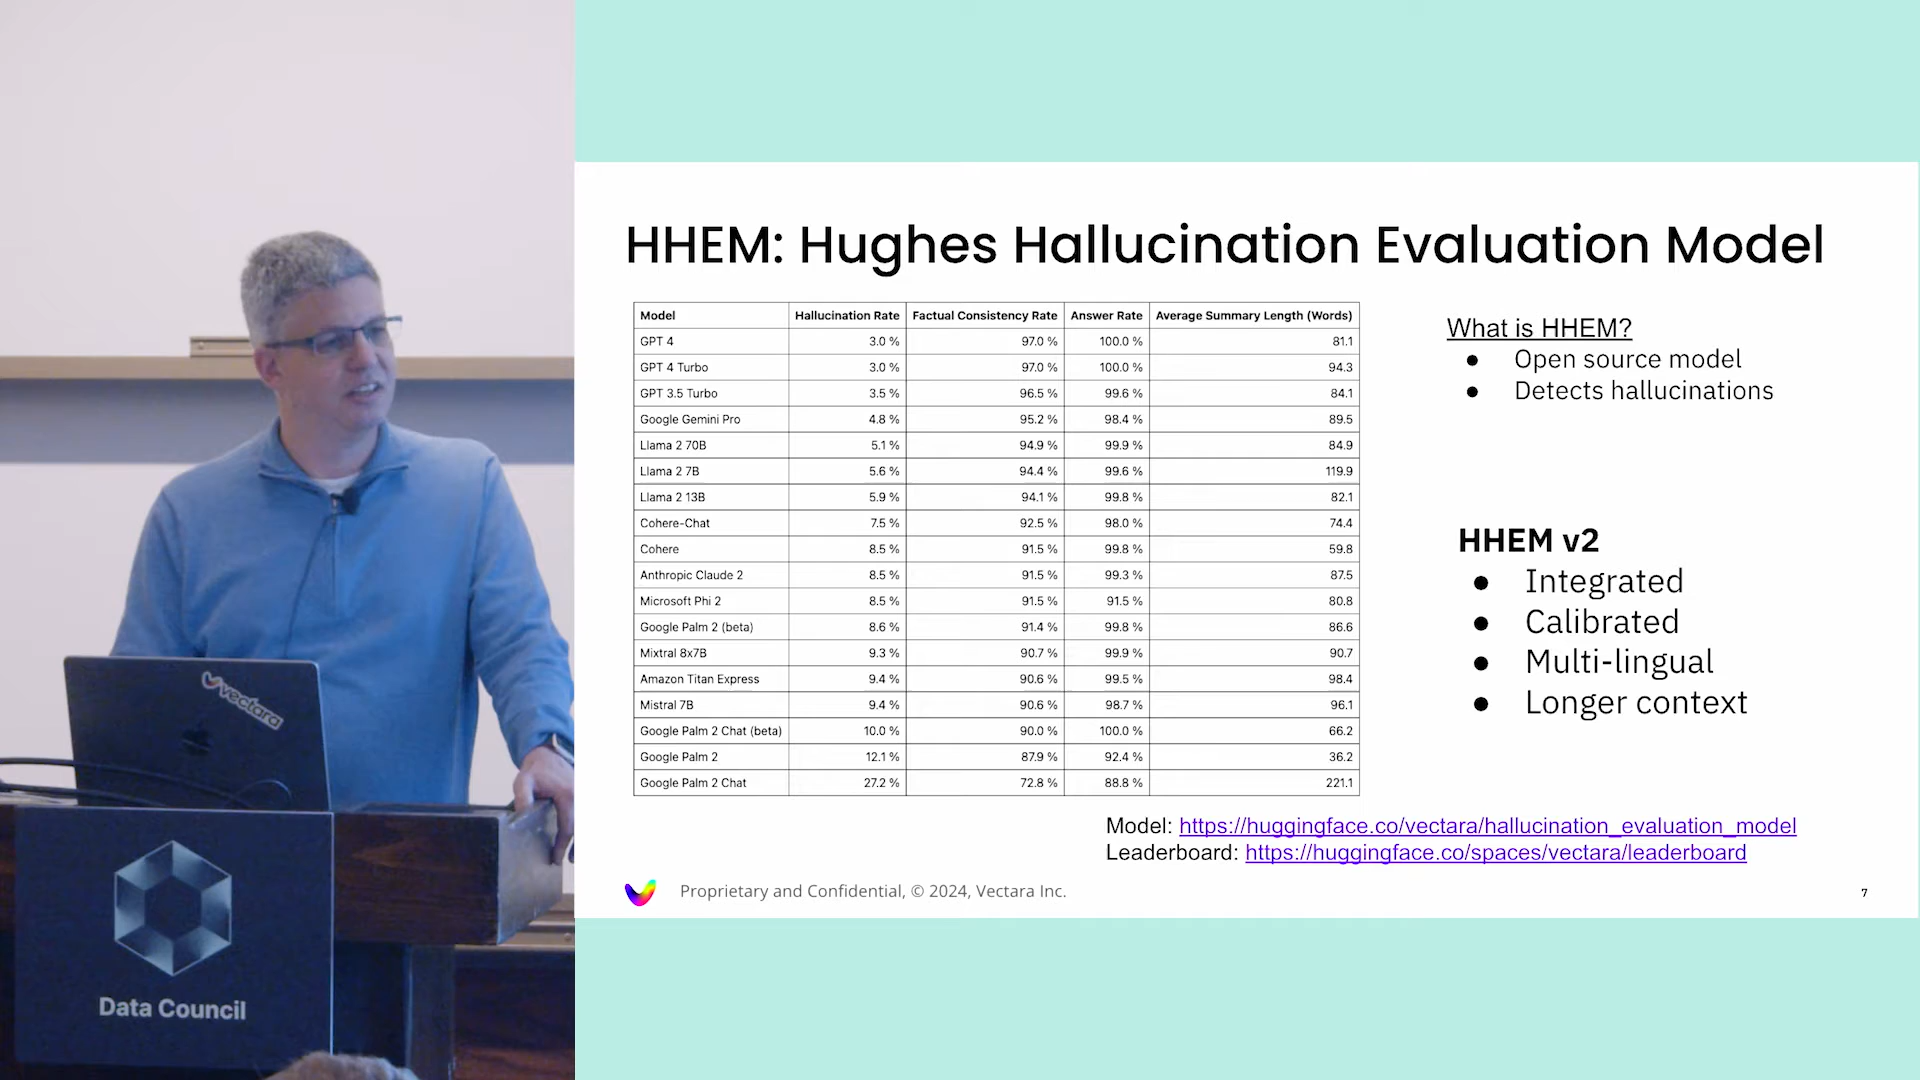 HHEM: Hughes Hallucination Evaluation Model
Model Hallucination Rate Factual Consistency Rate Answer Rate Average Summary Length (Words)
GPT 4 3.0 % 97.0 % 100.0 % 81.1
GPT 4 Turbo 3.0 % 97.0 % 100.0 % 94.3
GPT 3.5 Turbo 3.5 % 96.5 % 99.6 % 84.1
Google Gemini Pro 4.8 % 95.2 % 98.4 % 89.5
Llama 2 70B 5.1 % 94.9 % 99.9 % 84.9
Llama 2 7B 5.6 % 94.4 % 99.6 % 119.9
Llama 2 13B 5.9 % 94.1 % 99.8 % 82.1
Cohere-Chat 7.5 % 92.5 % 98.0 % 74.4
Cohere 8.5 % 91.5 % 99.8 % 59.8
Anthropic Claude 2 8.5 % 91.5 % 99.3 % 87.5
Microsoft Phi 2 8.5 % 91.5 % 91.5 % 80.8
Google Palm 2 (beta) 8.6 % 91.4 % 99.8 % 86.6
Mixtral 8x7B 9.3 % 90.7 % 99.9 % 90.7
Amazon Titan Express 9.4 % 90.6 % 99.5 % 98.4
Mistral 7B 9.4 % 90.6 % 98.7 % 96.1
Google Palm 2 Chat (beta) 10.0 % 90.0 % 100.0 % 66.2
Google Palm 2 12.1 % 87.9 % 92.4 % 36.2
Google Palm 2 Chat 27.2 % 72.8 % 88.8 % 221.1
What is HHEM?
● Open source model
● Detects hallucinations
HHEM v2
● Integrated
● Calibrated
● Multi-lingual
● Longer context
Model: https://huggingface.co/vectara/hallucination_evaluation_model
Leaderboard: https://huggingface.co/spaces/vectara/leaderboard
Proprietary and Confidential, © 2024, Vectara Inc.
7
vectara
Data Council